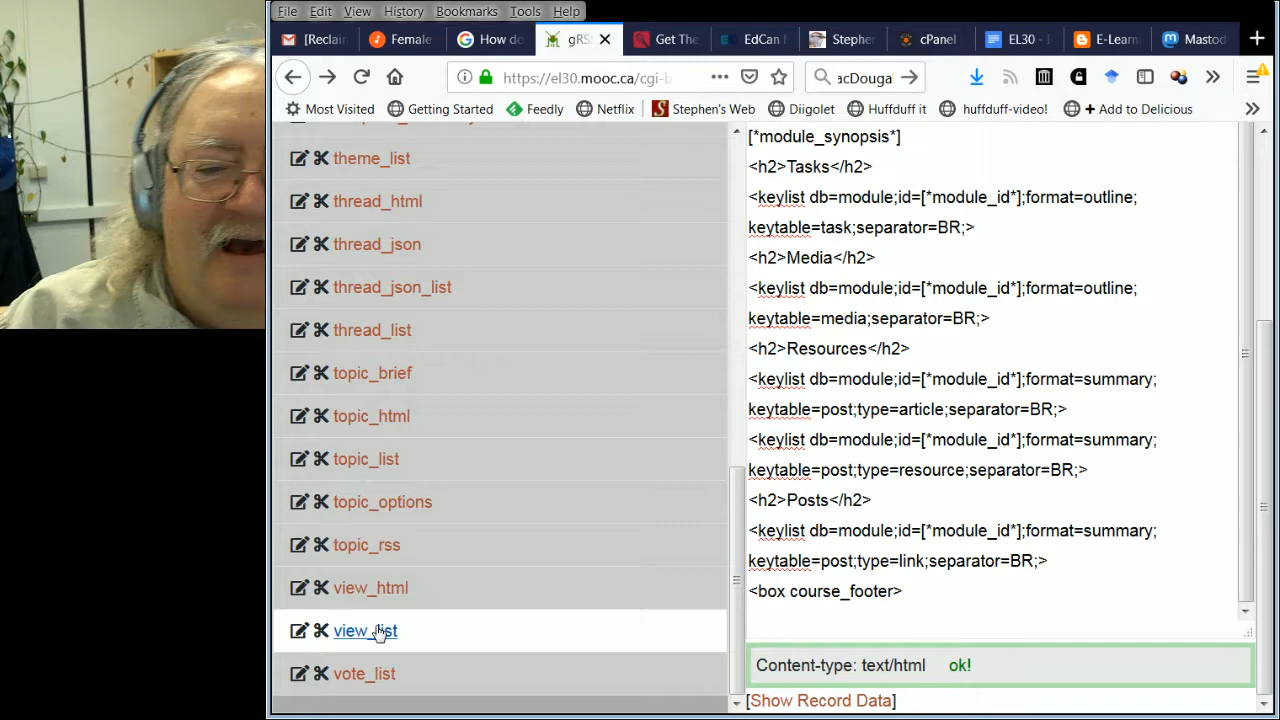 File Edit View History Bookmarks Tools Help
[Reclain Female How do gRS Get The EdCan Stepher cPanel EL30 - E-Learn Mastod
https://el30.mooc.ca/cgi-b acDouga
Most Visited Getting Started Feedly Netflix Stephen's Web Diigolet Huffduff it huffduff-video! + Add to Delicious
theme_list
thread_html
thread_json
thread_json_list
thread_list
topic_brief
topic_html
topic_list
topic_options
topic_rss
view_html
view_list
vote_list
[*module_synopsis*]
<h2>Tasks</h2>
<keylist db=module;id=[*module_id*];format=outline;
keytable=task;separator=BR;>
<h2>Media</h2>
<keylist db=module;id=[*module_id*];format=outline;
keytable=media;separator=BR;>
<h2>Resources</h2>
<keylist db=module;id=[*module_id*];format=summary;
keytable=post;type=article;separator=BR;>
<keylist db=module;id=[*module_id*];format=summary;
keytable=post;type=resource;separator=BR;>
<h2>Posts</h2>
<keylist db=module;id=[*module_id*];format=summary;
keytable=post;type=link;separator=BR;>
<box course_footer>
Content-type: text/html ok!
[Show Record Data]